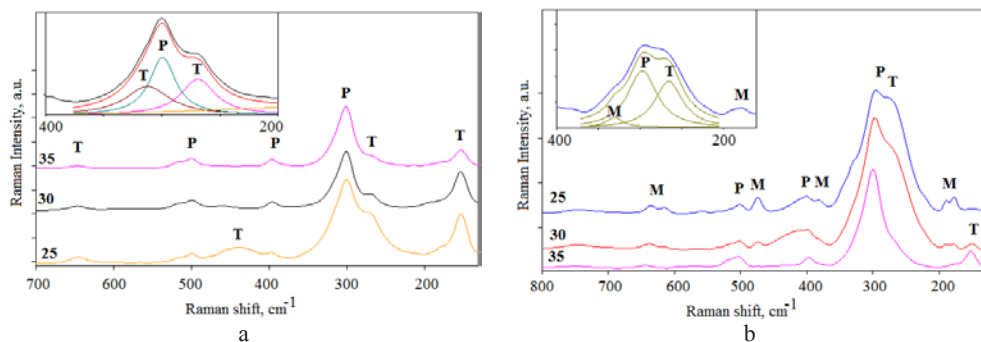 Raman Intensity, a.u.
P
T
T
400
200
35
T
P
P
P
T
T
30
T
25
700
600
500
400
300
200
Raman shift, cm-1
a
Raman Intensity, a.u.
P
T
M
M
400
200
P
T
25
M
P
M
P
M
M
30
T
35
800
700
600
500
400
300
200
Raman shift, cm-1
b